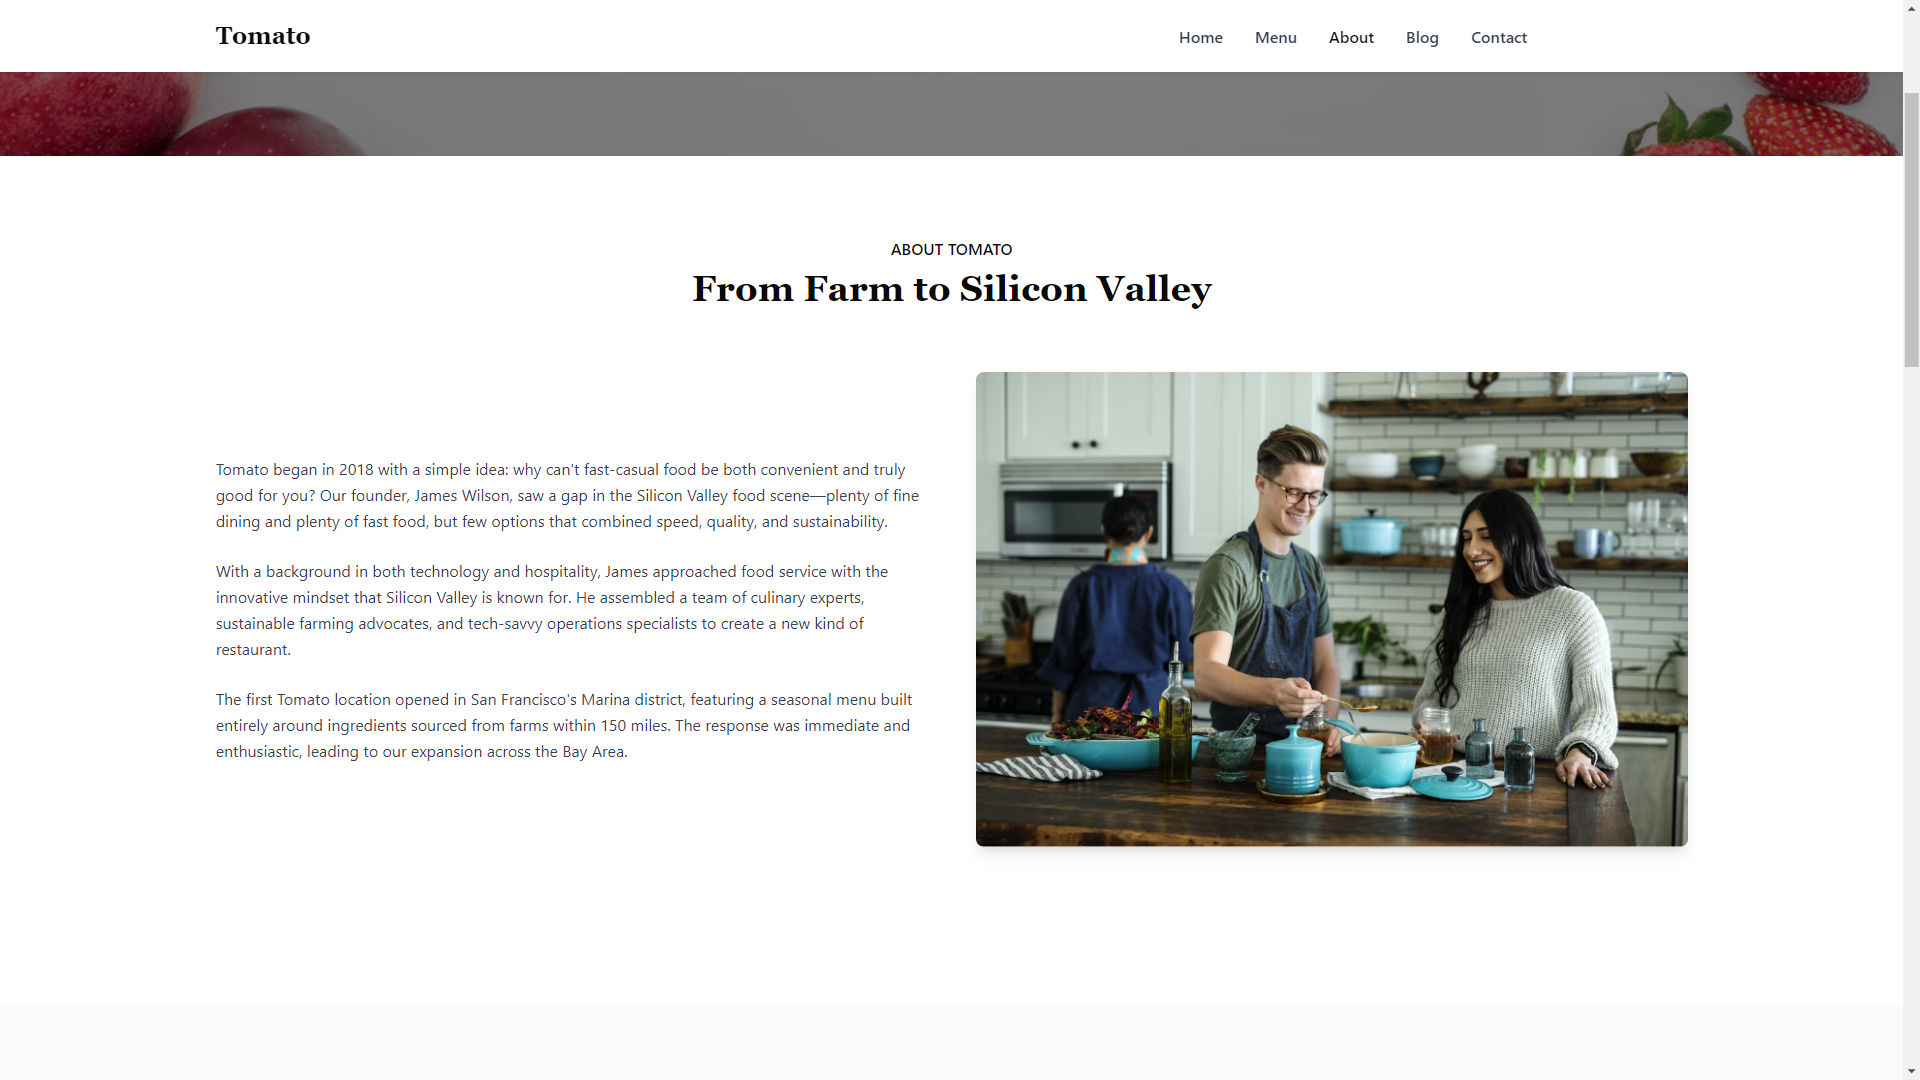 Tomato
Home Menu About Blog Contact
ABOUT TOMATO
From Farm to Silicon Valley
Tomato began in 2018 with a simple idea: why can't fast-casual food be both convenient and truly
good for you? Our founder, James Wilson, saw a gap in the Silicon Valley food scene—plenty of fine
dining and plenty of fast food, but few options that combined speed, quality, and sustainability.
With a background in both technology and hospitality, James approached food service with the
innovative mindset that Silicon Valley is known for. He assembled a team of culinary experts,
sustainable farming advocates, and tech-savvy operations specialists to create a new kind of
restaurant.
The first Tomato location opened in San Francisco's Marina district, featuring a seasonal menu built
entirely around ingredients sourced from farms within 150 miles. The response was immediate and
enthusiastic, leading to our expansion across the Bay Area.